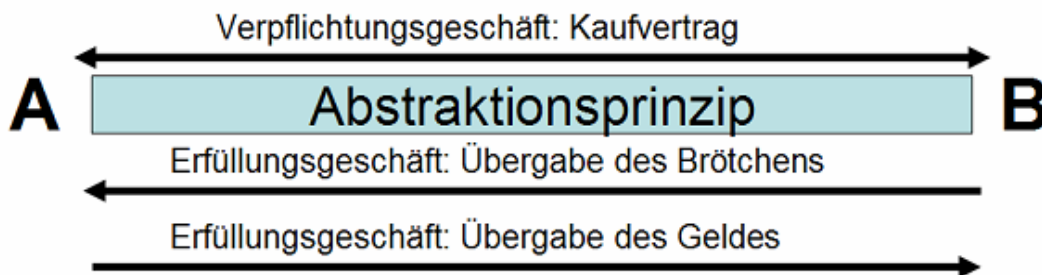 Verpflichtungsgeschäft: Kaufvertrag
A Abstraktionsprinzip B
Erfüllungsgeschäft: Übergabe des Brötchens
Erfüllungsgeschäft: Übergabe des Geldes